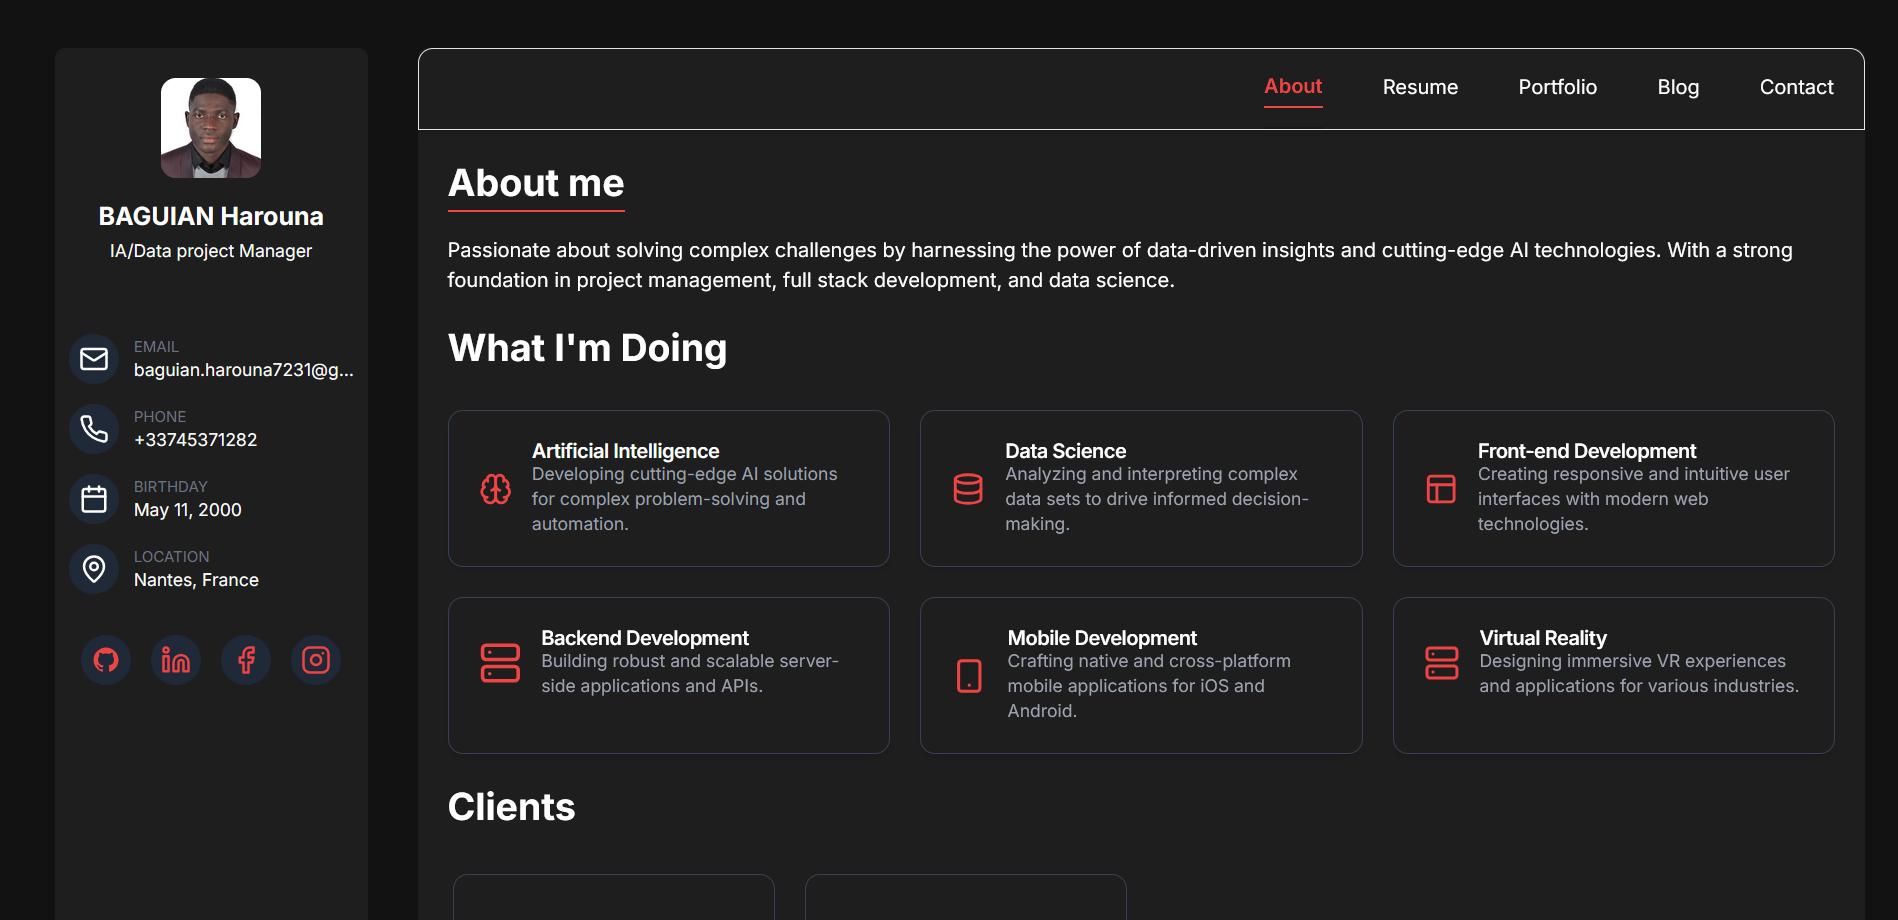 BAGUIAN Harouna
IA/Data project Manager
EMAIL
baguian.harouna7231@g...
PHONE
+33745371282
BIRTHDAY
May 11, 2000
LOCATION
Nantes, France
About
Resume
Portfolio
Blog
Contact
About me
Passionate about solving complex challenges by harnessing the power of data-driven insights and cutting-edge AI technologies. With a strong
foundation in project management, full stack development, and data science.
What I'm Doing
Artificial Intelligence
Developing cutting-edge AI solutions
for complex problem-solving and
automation.
Data Science
Analyzing and interpreting complex
data sets to drive informed decision-
making.
Front-end Development
Creating responsive and intuitive user
interfaces with modern web
technologies.
Backend Development
Building robust and scalable server-
side applications and APIs.
Mobile Development
Crafting native and cross-platform
mobile applications for iOS and
Android.
Virtual Reality
Designing immersive VR experiences
and applications for various industries.
Clients